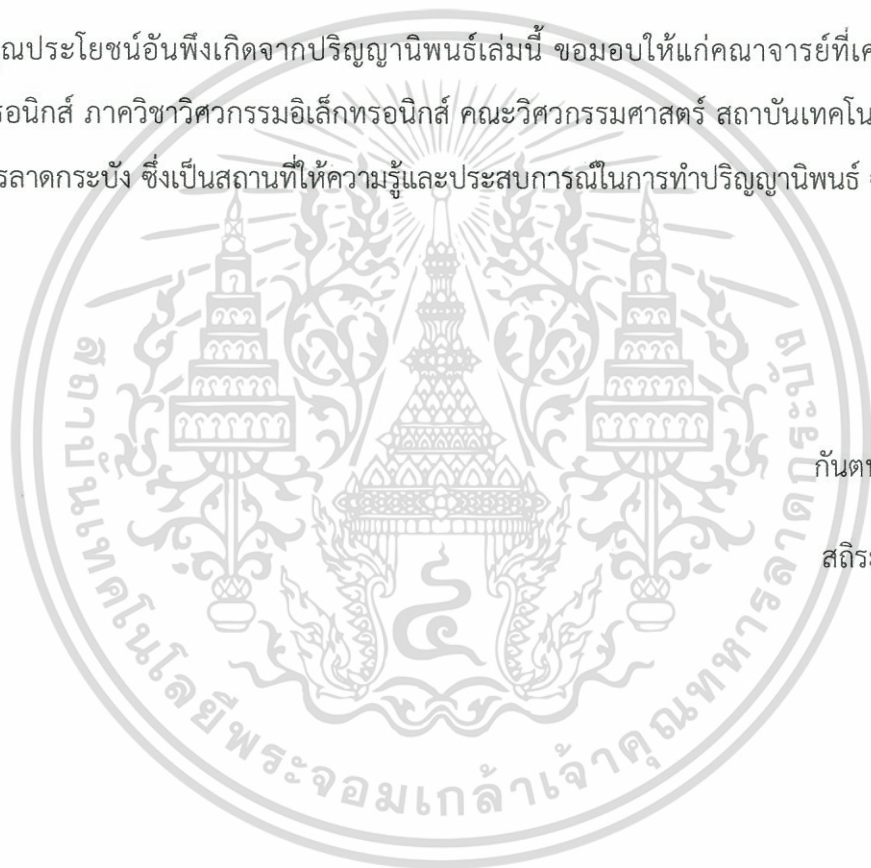 ุณประโยชน์อันพึงเกิดจากปริญญานิพนธ์เล่มนี้ ขอมอบให้แก่คณาจารย์ที่เค
รอนิกส์ ภาควิชาวิศวกรรมอิเล็กทรอนิกส์ คณะวิศวกรรมศาสตร์ สถาบันเทคโน
รลาดกระบัง ซึ่งเป็นสถานที่ให้ความรู้และประสบการณ์ในการทำปริญญานิพนธ์
กันต
สถิระ
สถาบันเทคโนโลยีพระจอมเกล้าเจ้าคุณทหารลาดกระบัง